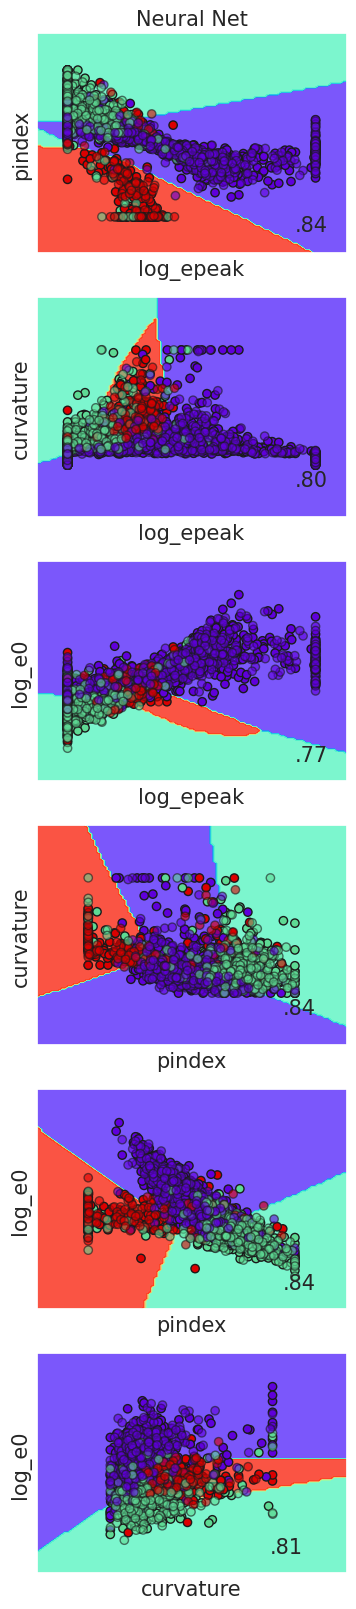 Neural Net
pindex
.84
log_epeak
curvature
.80
log_epeak
log_e0
.77
log_epeak
curvature
.84
pindex
log_e0
.84
pindex
log_e0
.81
curvature